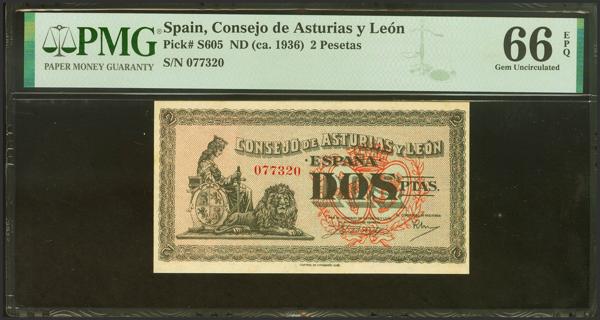 PMG®
PAPER MONEY GUARANTY
Spain, Consejo de Asturias y León
Pick# S605 ND (ca. 1936) 2 Pesetas
S/N 077320
66 EPQ
Gem Uncirculated
CONSEJO DE ASTURIAS Y LEÓN
ESPAÑA
077320
DOS PTAS.